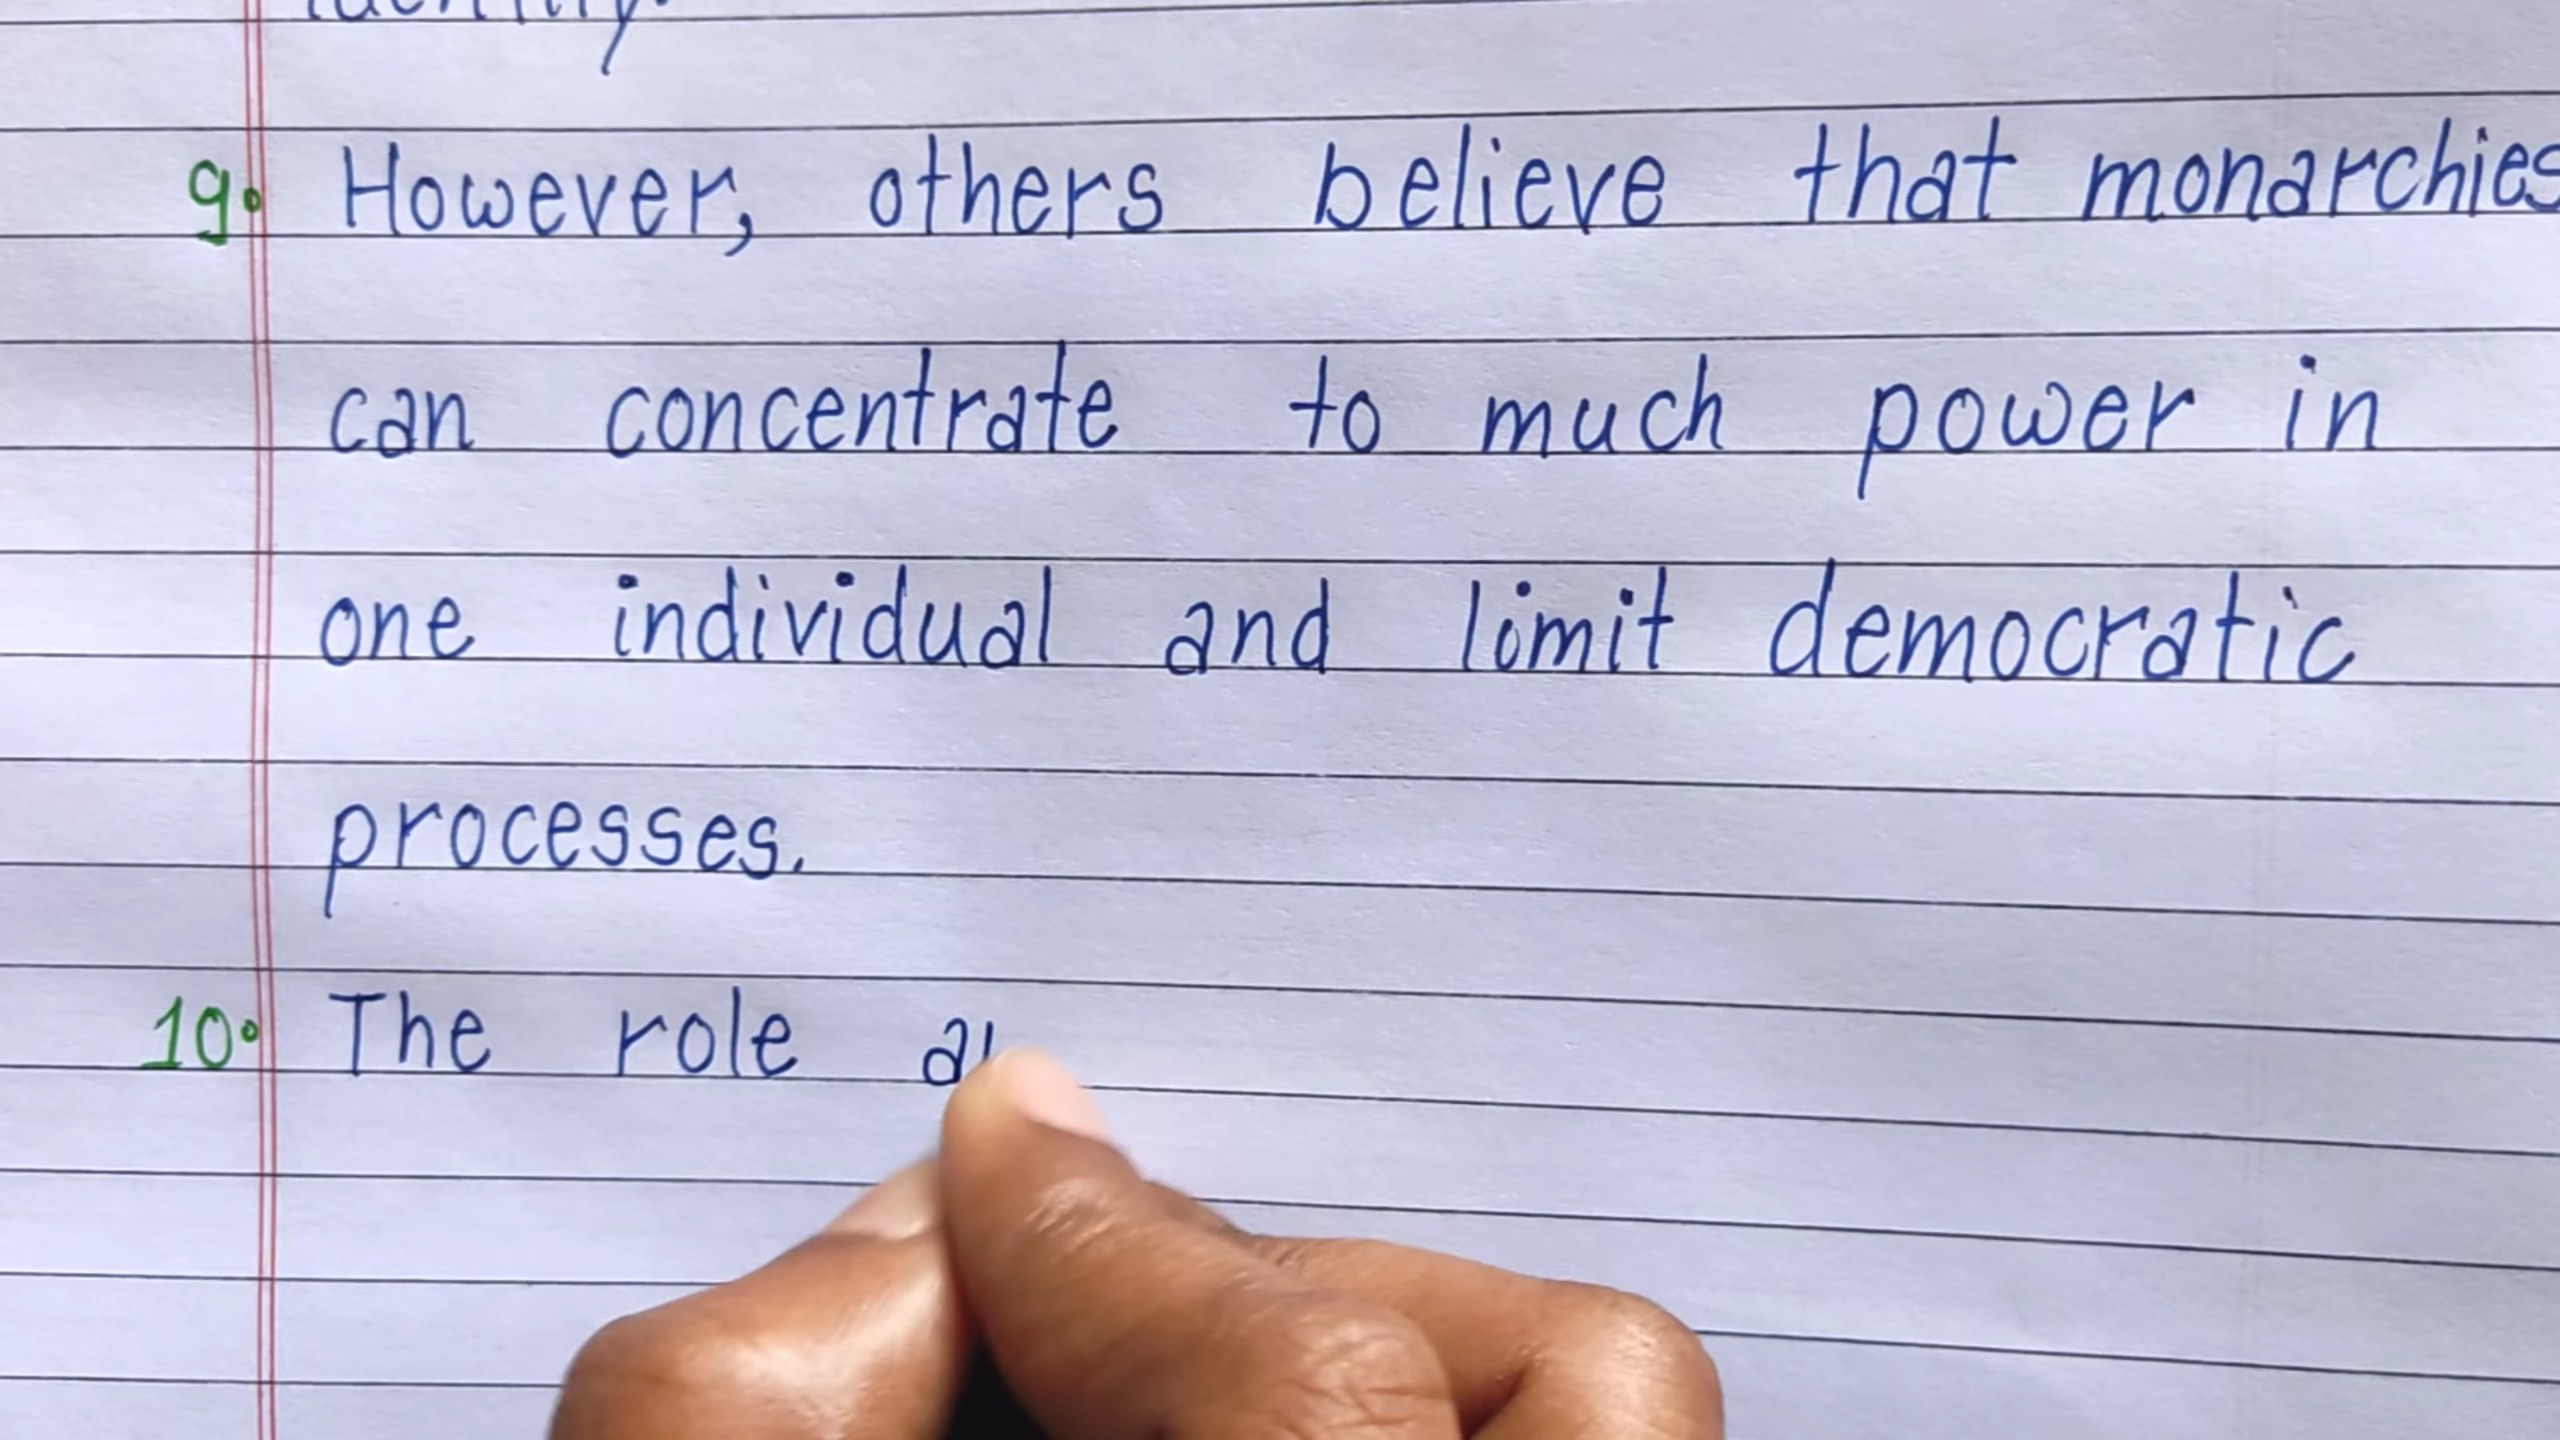 identity.
9. However, others believe that monarchies
can concentrate to much power in
one individual and limit democratic
processes.
10. The role